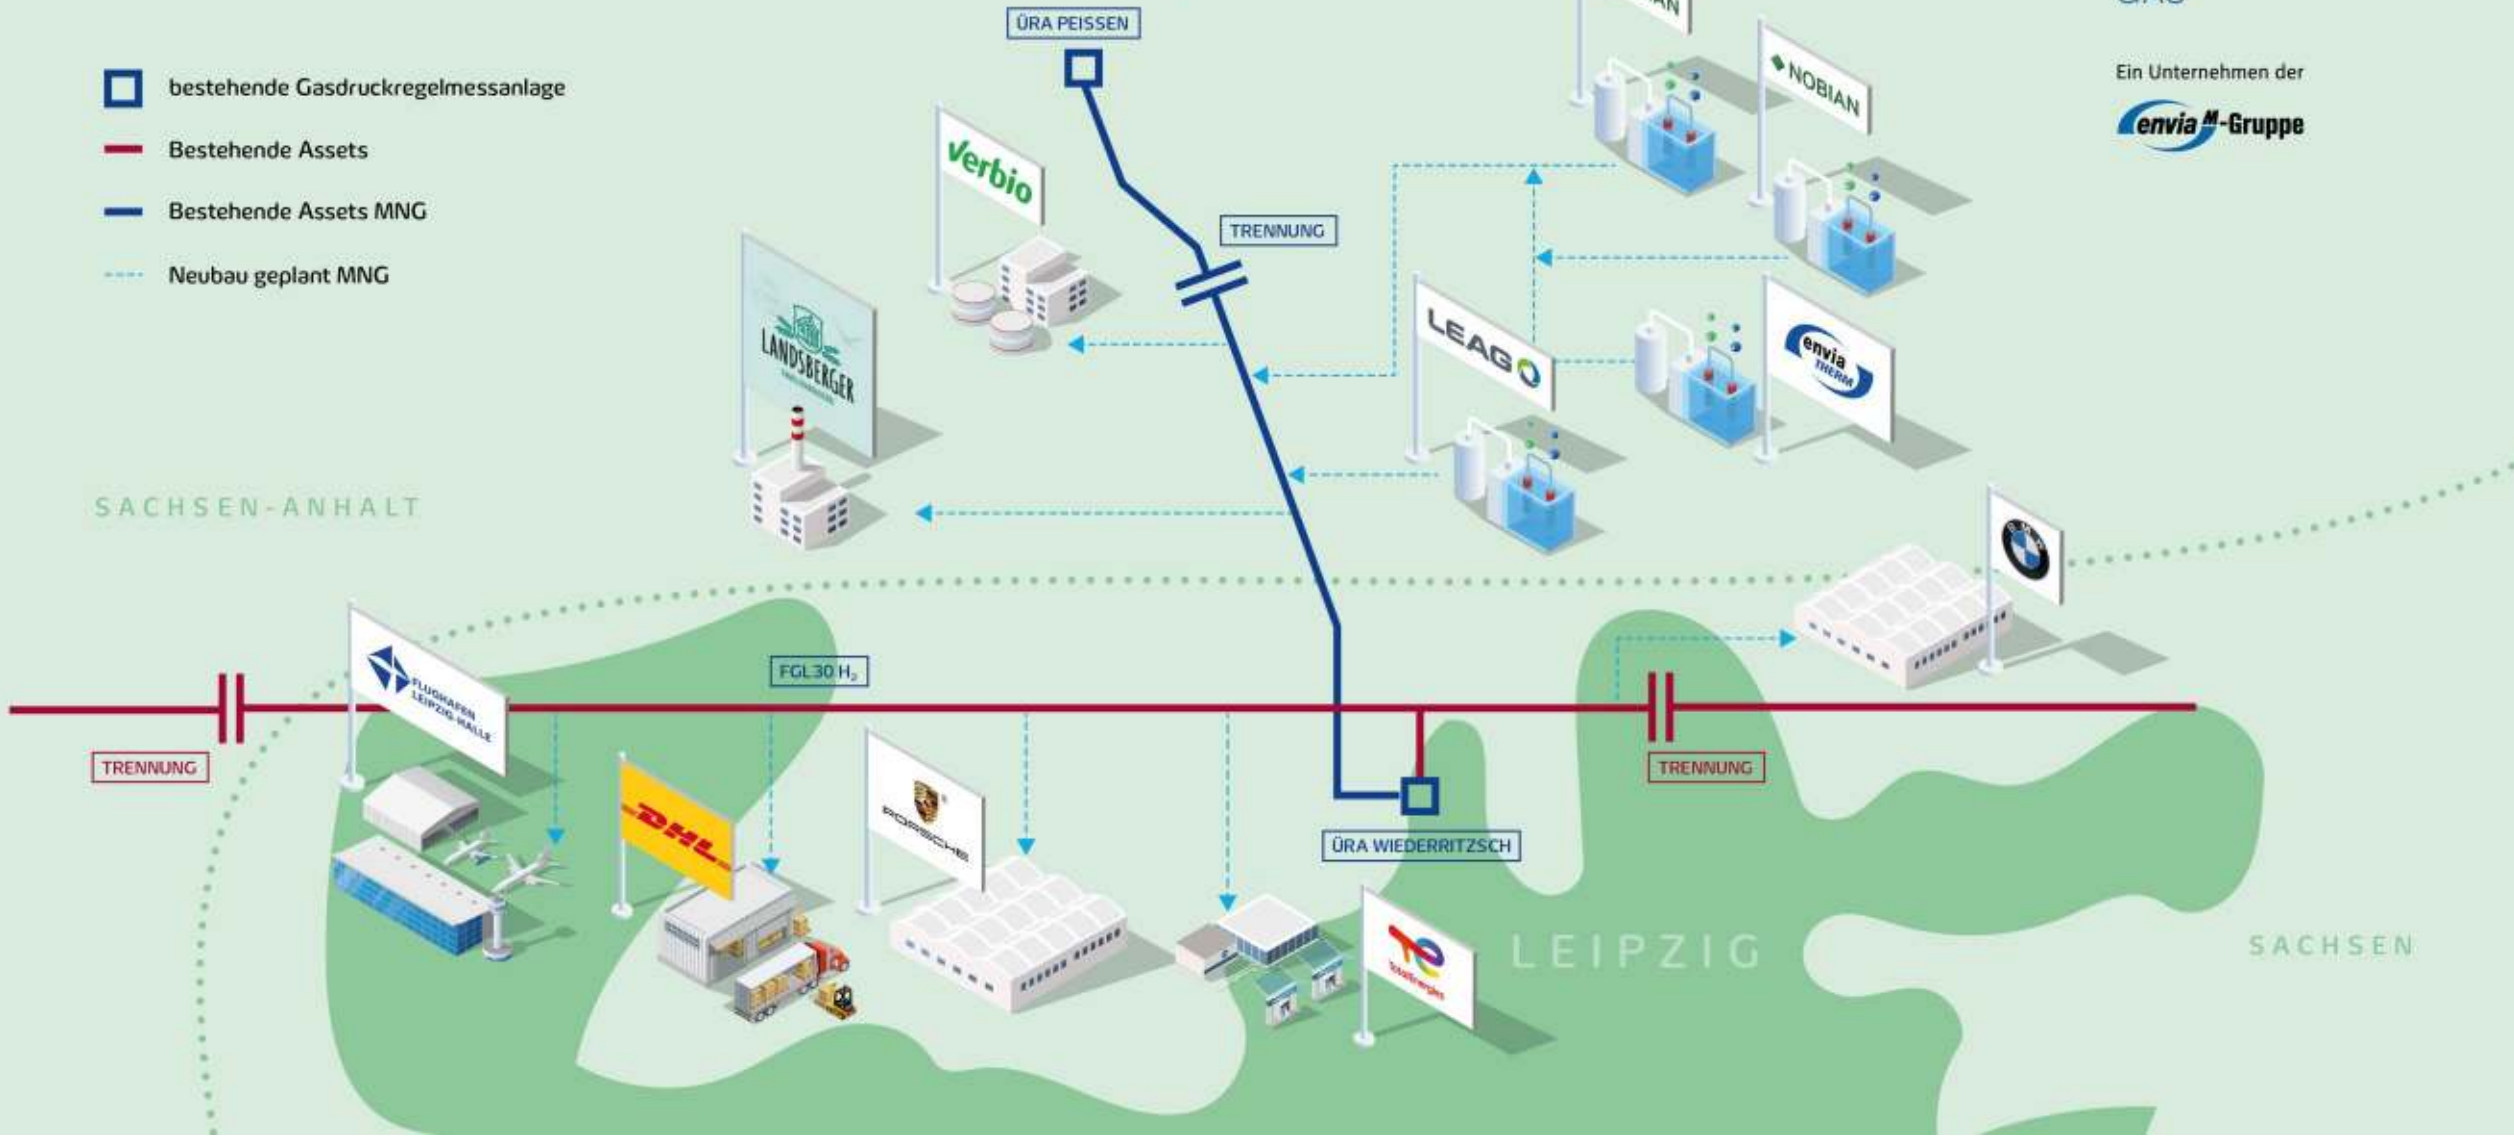 ÜRA PEISSEN
bestehende Gasdruckregelmessanlage
Bestehende Assets
Bestehende Assets MNG
Neubau geplant MNG
NOBIAN
Ein Unternehmen der
enviaM-Gruppe
verbio
TRENNUNG
LANDSBERGER
LEAG
envia
THERM
SACHSEN-ANHALT
BMW
FLUGHAFEN
LEIPZIG-HALLE
FGL30 H₂
TRENNUNG
TRENNUNG
DHL
PORSCHE
ÜRA WIEDERRITZSCH
TotalEnergies
LEIPZIG
SACHSEN